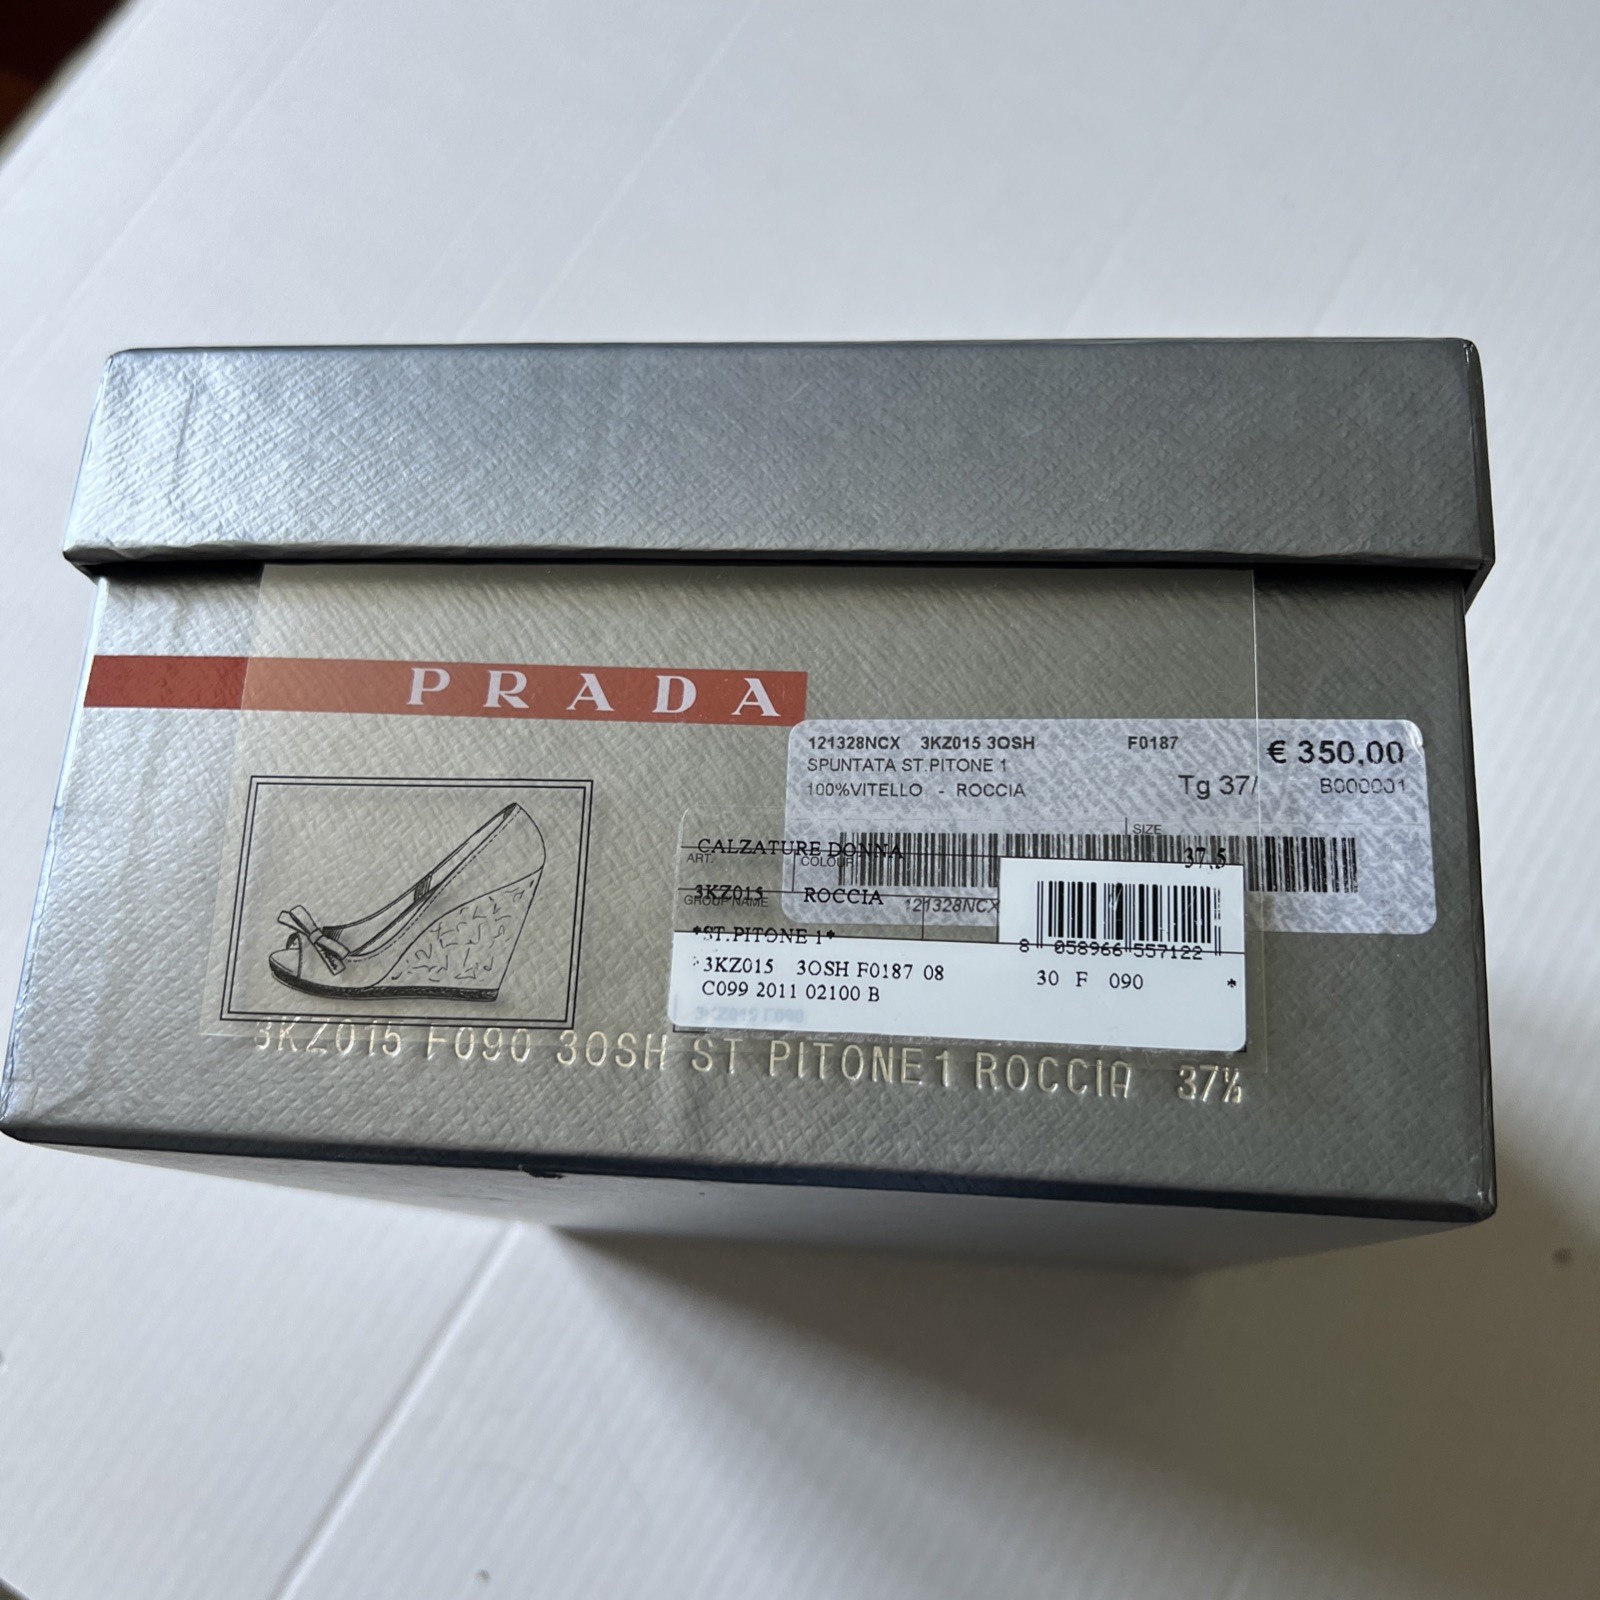 PRADA
121328NCX 3KZ015 3OSH F0187 € 350,00
SPUNTATA ST.PITONE 1
100%VITELLO - ROCCIA Tg 37/ B000001
SIZE
CALZATURE DONNA 37,5
ART. COLOUR
3KZ015 ROCCIA 121328NCX
GROUP NAME
*ST.PITONE 1*
8 058966 557122
3KZ015 3OSH F0187 08 30 F 090 *
C099 2011 02100 B
3KZ015 F090
3KZ015 F090 3OSH ST PITONE1 ROCCIA 37½